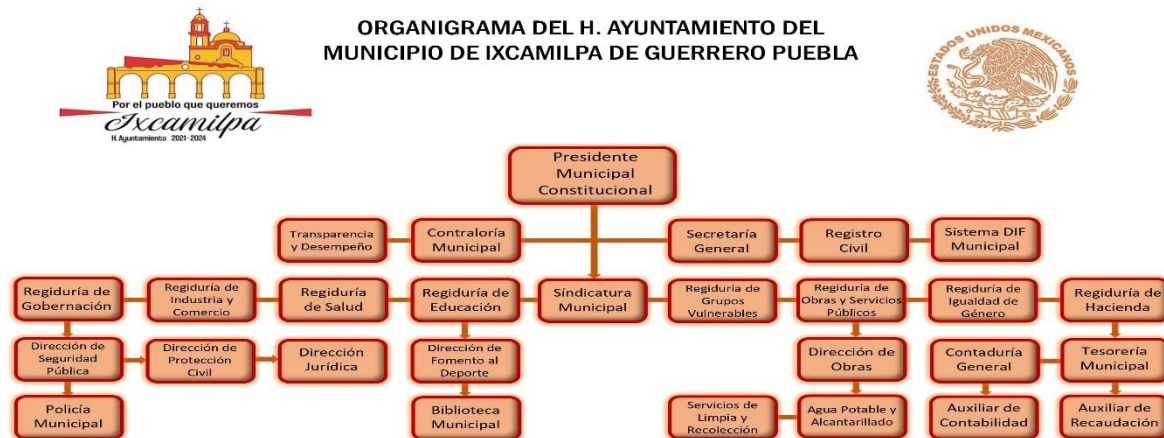 ORGANIGRAMA DEL H. AYUNTAMIENTO DEL
MUNICIPIO DE IXCAMILPA DE GUERRERO PUEBLA
Por el pueblo que queremos
Ixcamilpa
H. Ayuntamiento 2021-2024
ESTADOS UNIDOS MEXICANOS
Presidente
Municipal
Constitucional
Transparencia
y Desempeño
Contraloría
Municipal
Secretaría
General
Registro
Civil
Sistema DIF
Municipal
Regiduría de
Gobernación
Regiduría de
Industria y
Comercio
Regiduría
de Salud
Regiduría de
Educación
Síndicatura
Municipal
Regiduría de
Grupos
Vulnerables
Regiduría de
Obras y Servicios
Públicos
Regiduría de
Igualdad de
Género
Regiduría de
Hacienda
Dirección de
Seguridad
Pública
Dirección de
Protección
Civil
Dirección
Jurídica
Dirección de
Fomento al
Deporte
Dirección de
Obras
Contaduría
General
Tesorería
Municipal
Policía
Municipal
Biblioteca
Municipal
Servicios de
Limpia y
Recolección
Agua Potable y
Alcantarillado
Auxiliar de
Contabilidad
Auxiliar de
Recaudación